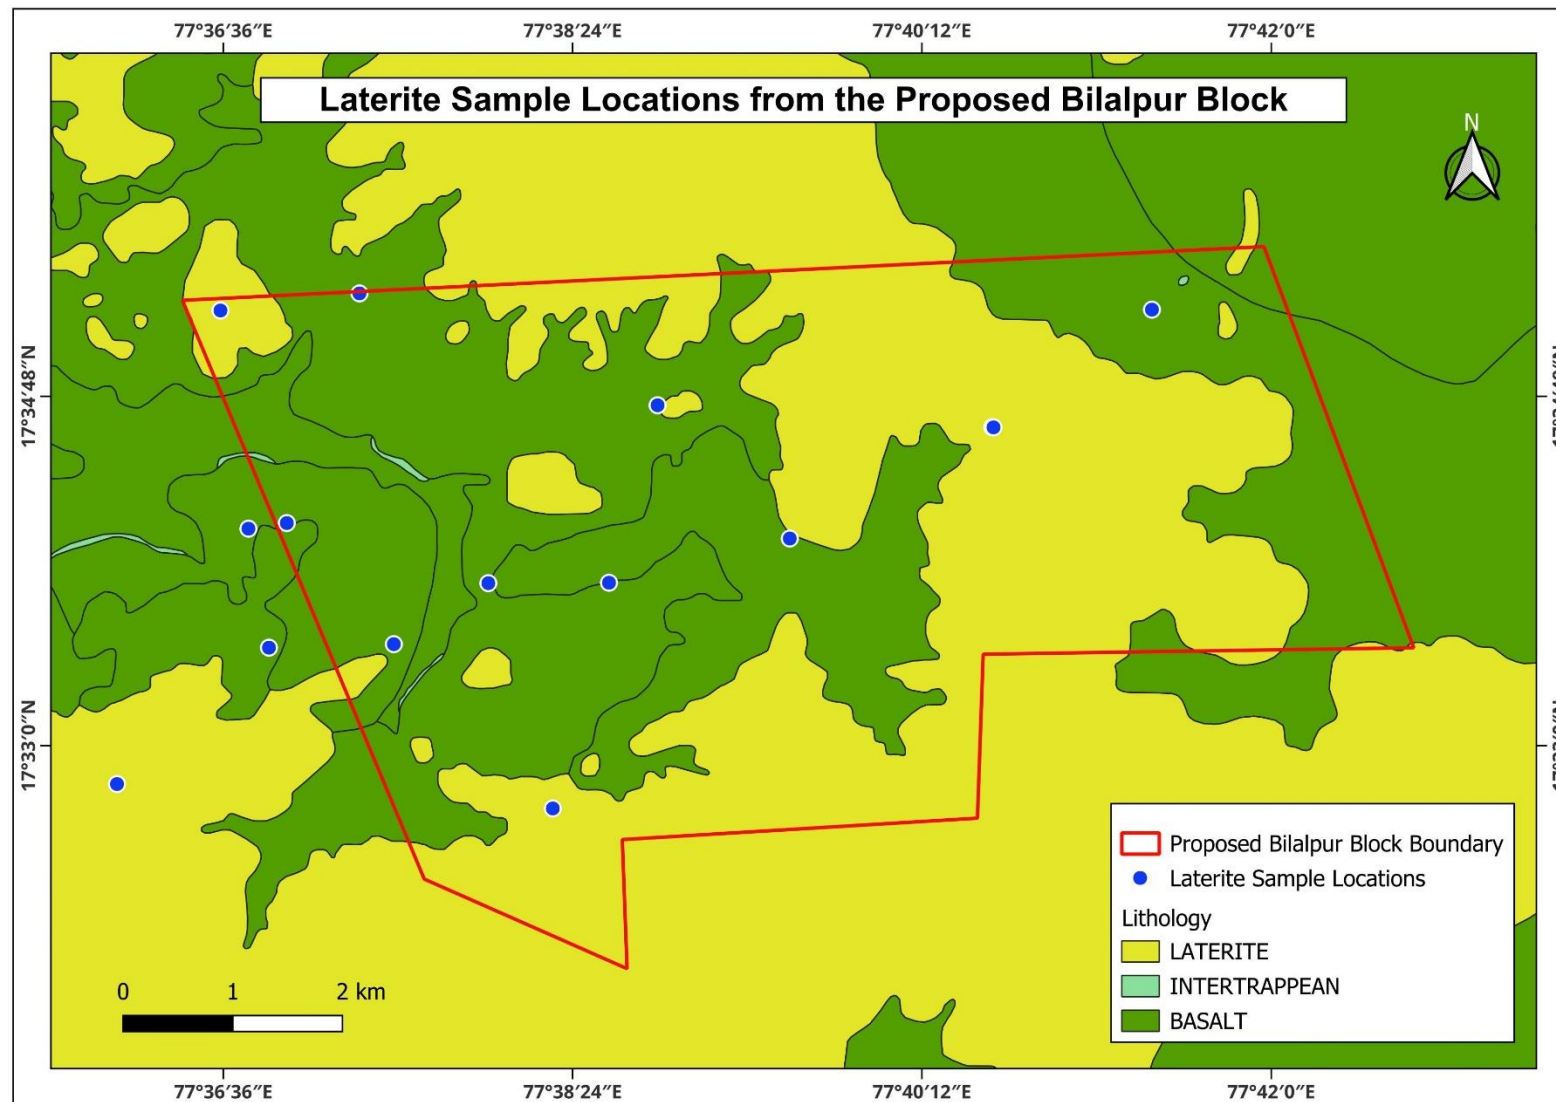 77°36′36″E 77°38′24″E 77°40′12″E 77°42′0″E
Laterite Sample Locations from the Proposed Bilalpur Block
N
17°34′48″N
17°33′0″N
Proposed Bilalpur Block Boundary
Laterite Sample Locations
Lithology
LATERITE
INTERTRAPPEAN
BASALT
0 1 2 km
77°36′36″E 77°38′24″E 77°40′12″E 77°42′0″E